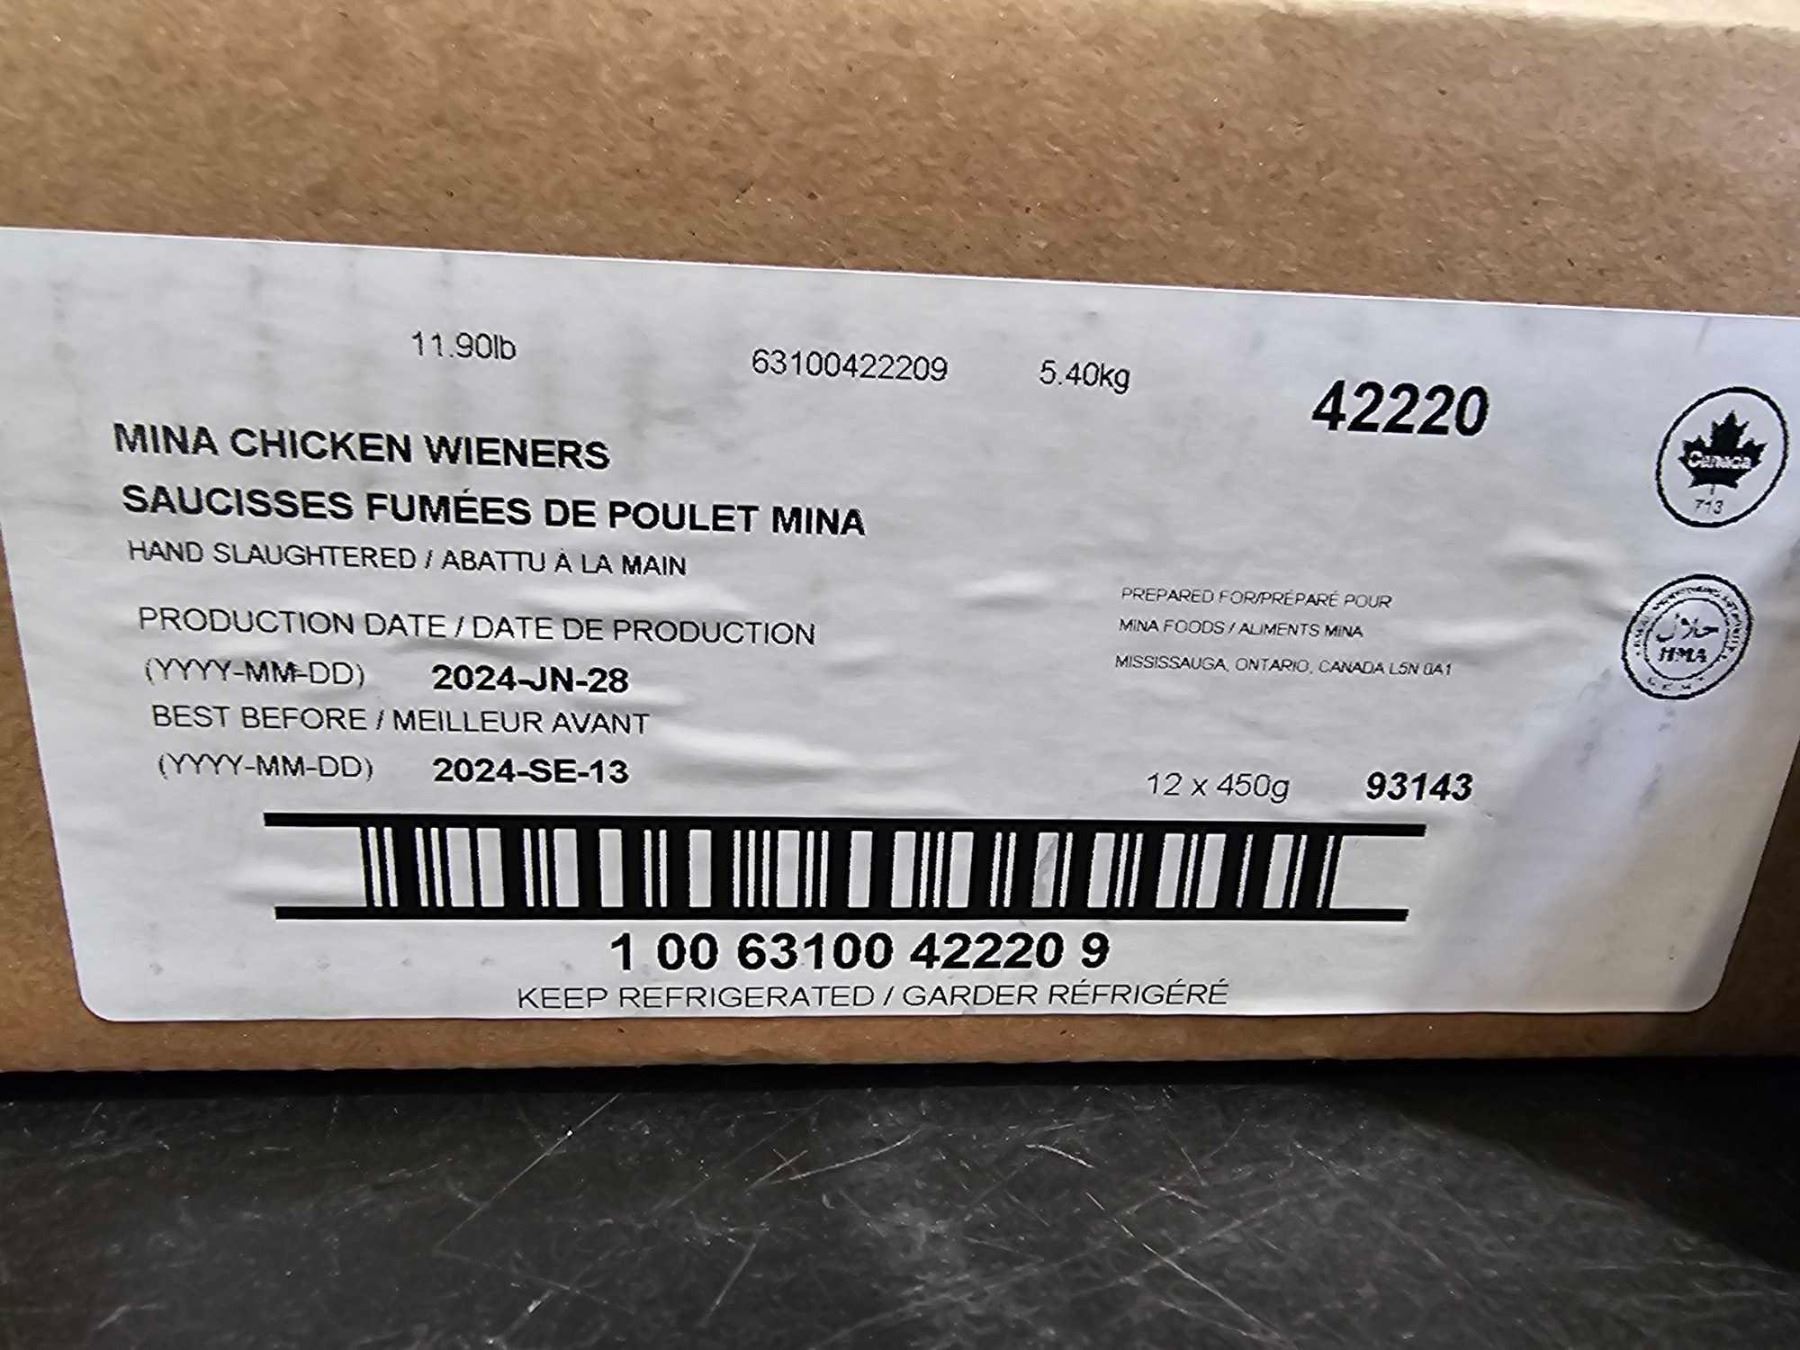 11.90lb 63100422209 5.40kg 42220
MINA CHICKEN WIENERS
SAUCISSES FUMÉES DE POULET MINA
HAND SLAUGHTERED / ABATTU À LA MAIN
PRODUCTION DATE / DATE DE PRODUCTION
(YYYY-MM-DD) 2024-JN-28
BEST BEFORE / MEILLEUR AVANT
(YYYY-MM-DD) 2024-SE-13
PREPARED FOR/PRÉPARÉ POUR
MINA FOODS / ALIMENTS MINA
MISSISSAUGA, ONTARIO, CANADA L5N 0A1
12 x 450g 93143
Canada
713
حلال
HMA
1 00 63100 42220 9
KEEP REFRIGERATED / GARDER RÉFRIGÉRÉ